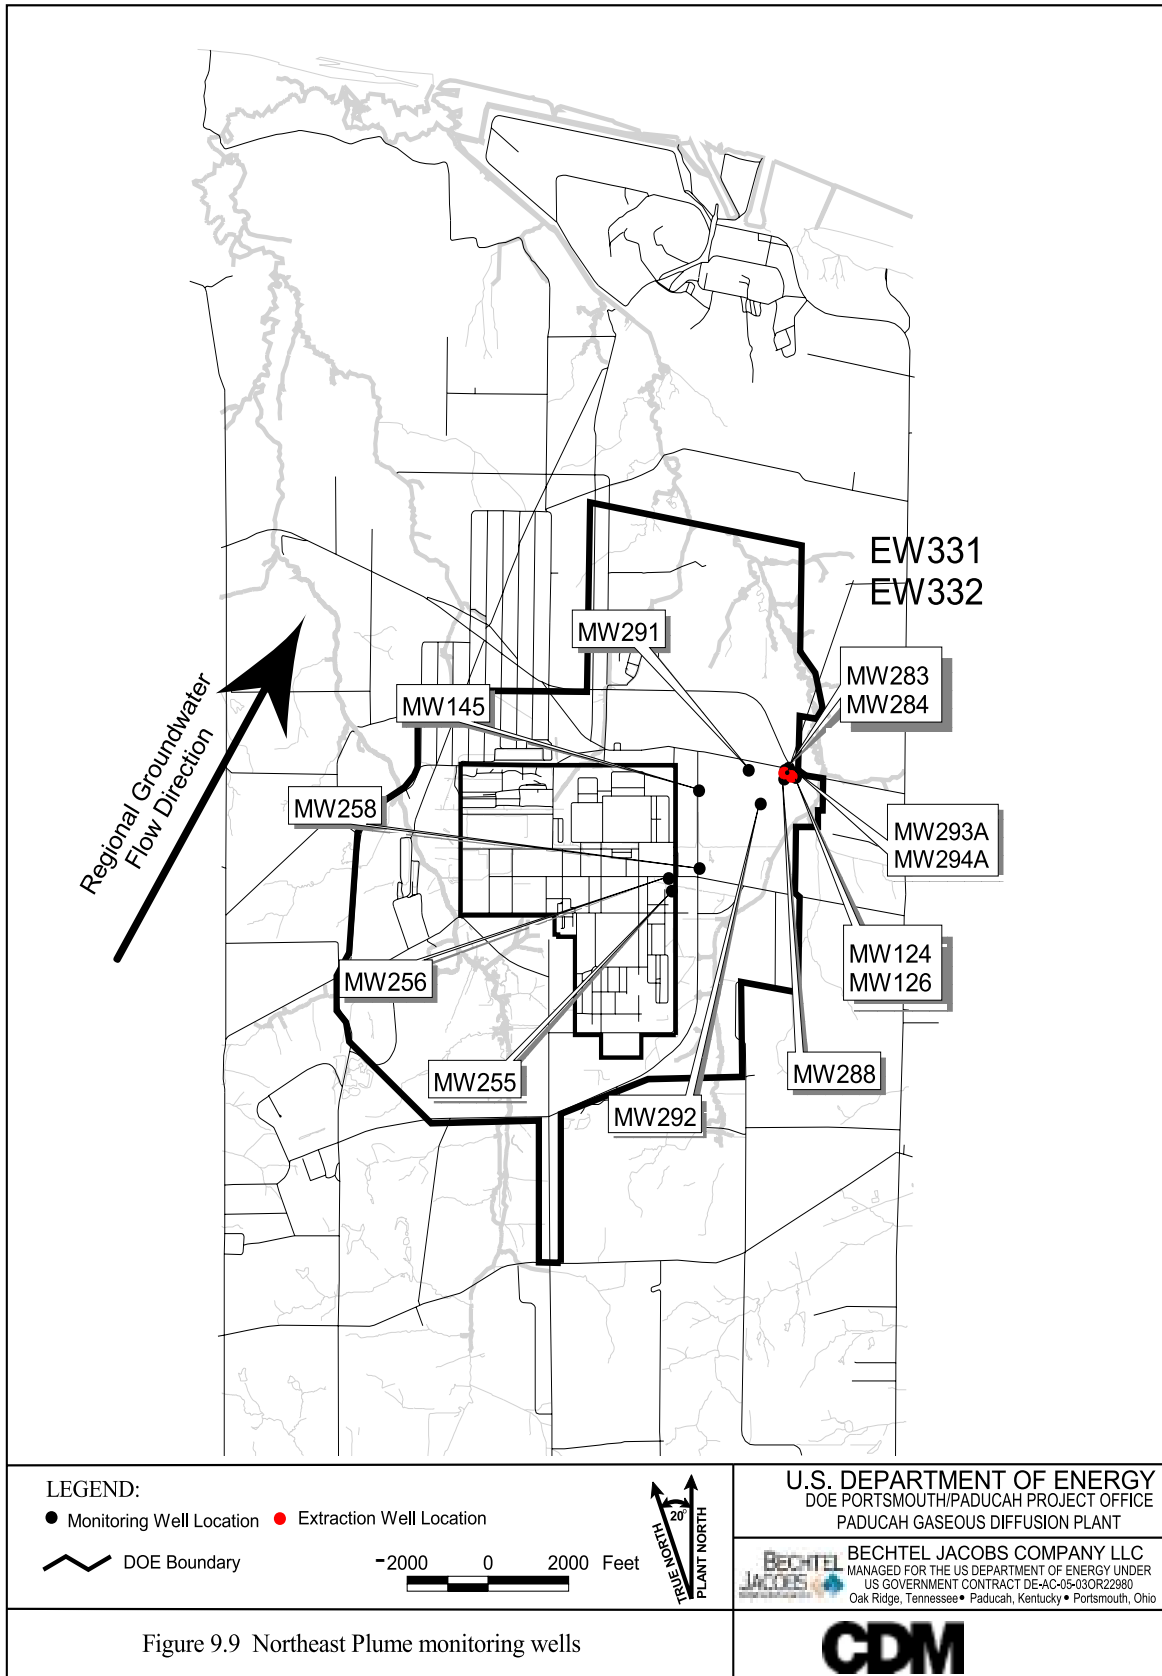 EW331
EW332
MW291
MW283
MW284
MW145
Regional Groundwater
Flow Direction
MW258
MW293A
MW294A
MW124
MW126
MW256
MW255
MW288
MW292
LEGEND:
Monitoring Well Location
Extraction Well Location
DOE Boundary
-2000 0 2000 Feet
20°
TRUE NORTH
PLANT NORTH
U.S. DEPARTMENT OF ENERGY
DOE PORTSMOUTH/PADUCAH PROJECT OFFICE
PADUCAH GASEOUS DIFFUSION PLANT
BECHTEL
JACOBS
BECHTEL JACOBS COMPANY LLC
MANAGED FOR THE US DEPARTMENT OF ENERGY UNDER
US GOVERNMENT CONTRACT DE-AC-05-03OR22980
Oak Ridge, Tennessee • Paducah, Kentucky • Portsmouth, Ohio
Figure 9.9 Northeast Plume monitoring wells
CDM